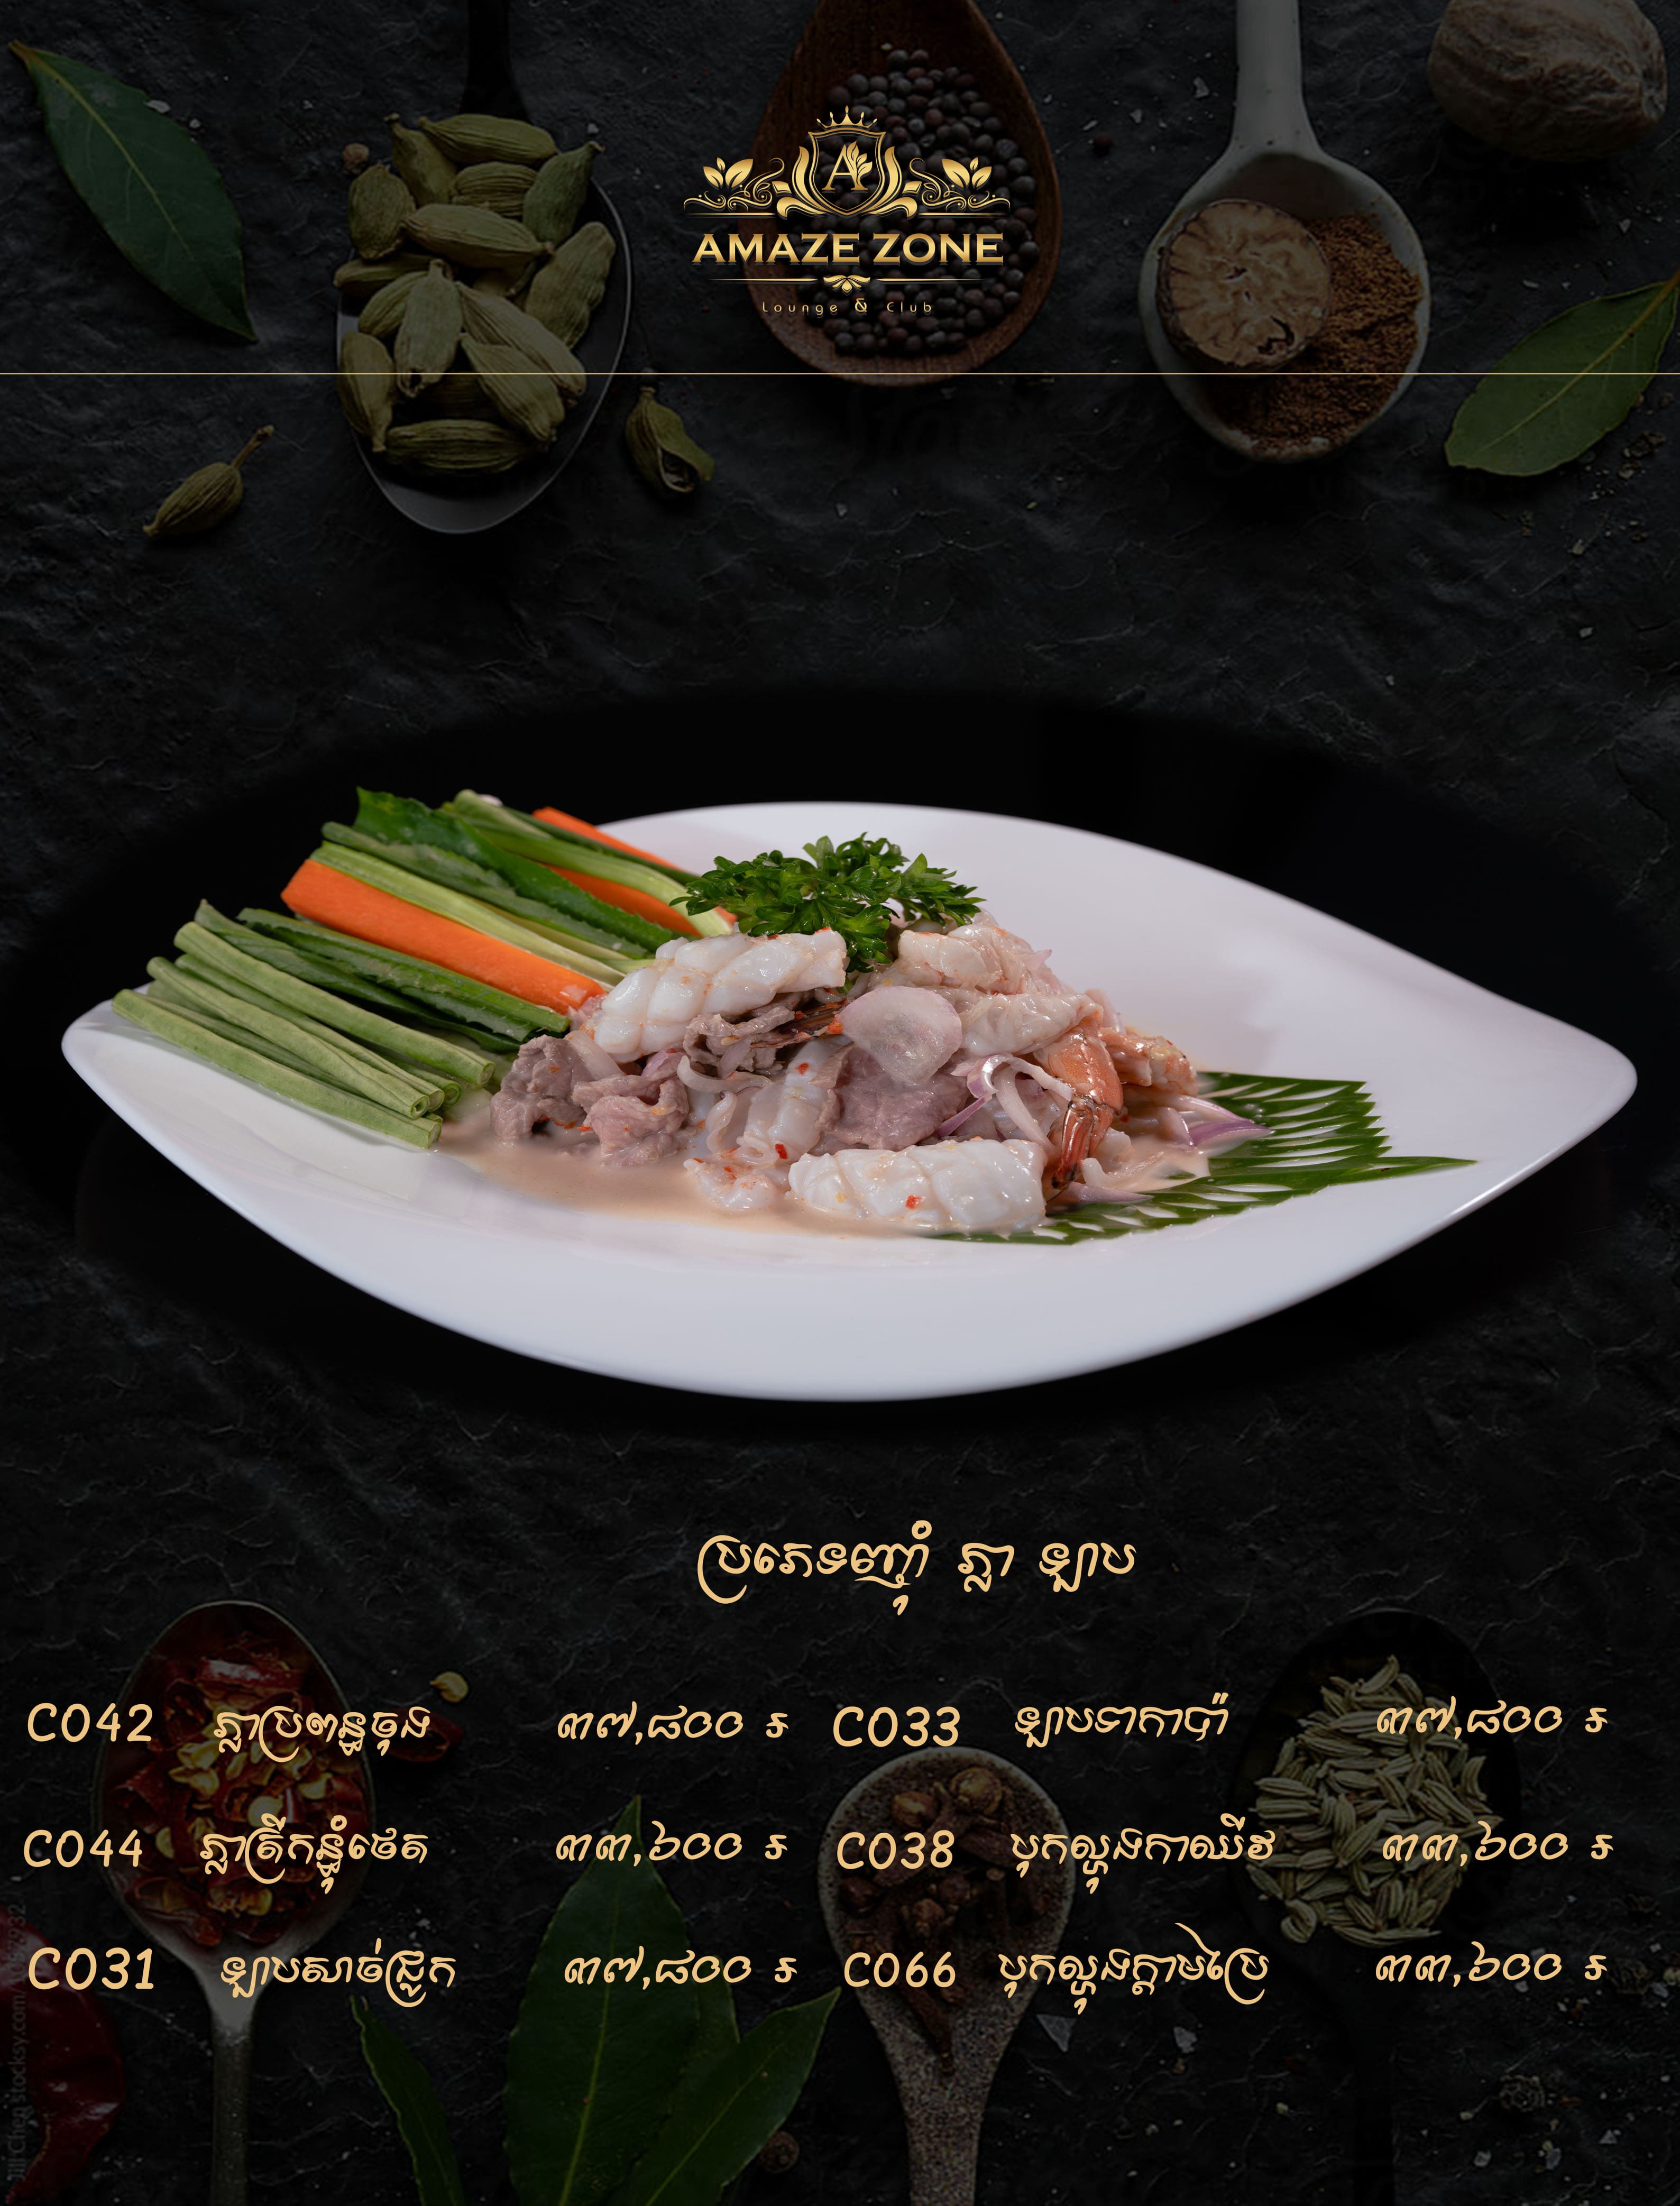 A
AMAZE ZONE
Lounge & Club
ប្រភេទញ៉ាំ ភ្លា ឡាប
C042 ភ្លាប្រពន្ធចុង ៣៧,៨០០ ៛ C033 ឡាបទាកាប៉ា ៣៧,៨០០ ៛
C044 ភ្លាត្រីកន្ធំថេត ៣៣,៦០០ ៛ C038 បុកល្ហុងកាឈីវ ៣៣,៦០០ ៛
C031 ឡាបសាច់ជ្រូក ៣៧,៨០០ ៛ C066 បុកល្ហុងក្ដាមប្រៃ ៣៣,៦០០ ៛